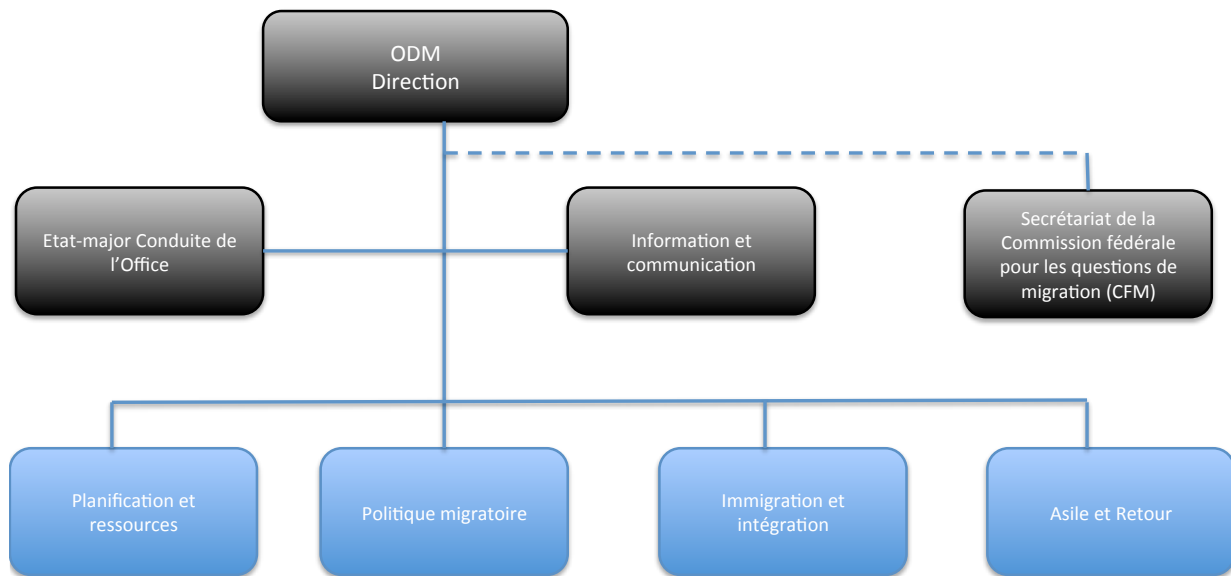 ODM
Direction
Etat-major Conduite de
l’Office
Information et
communication
Secrétariat de la
Commission fédérale
pour les questions de
migration (CFM)
Planification et
ressources
Politique migratoire
Immigration et
intégration
Asile et Retour